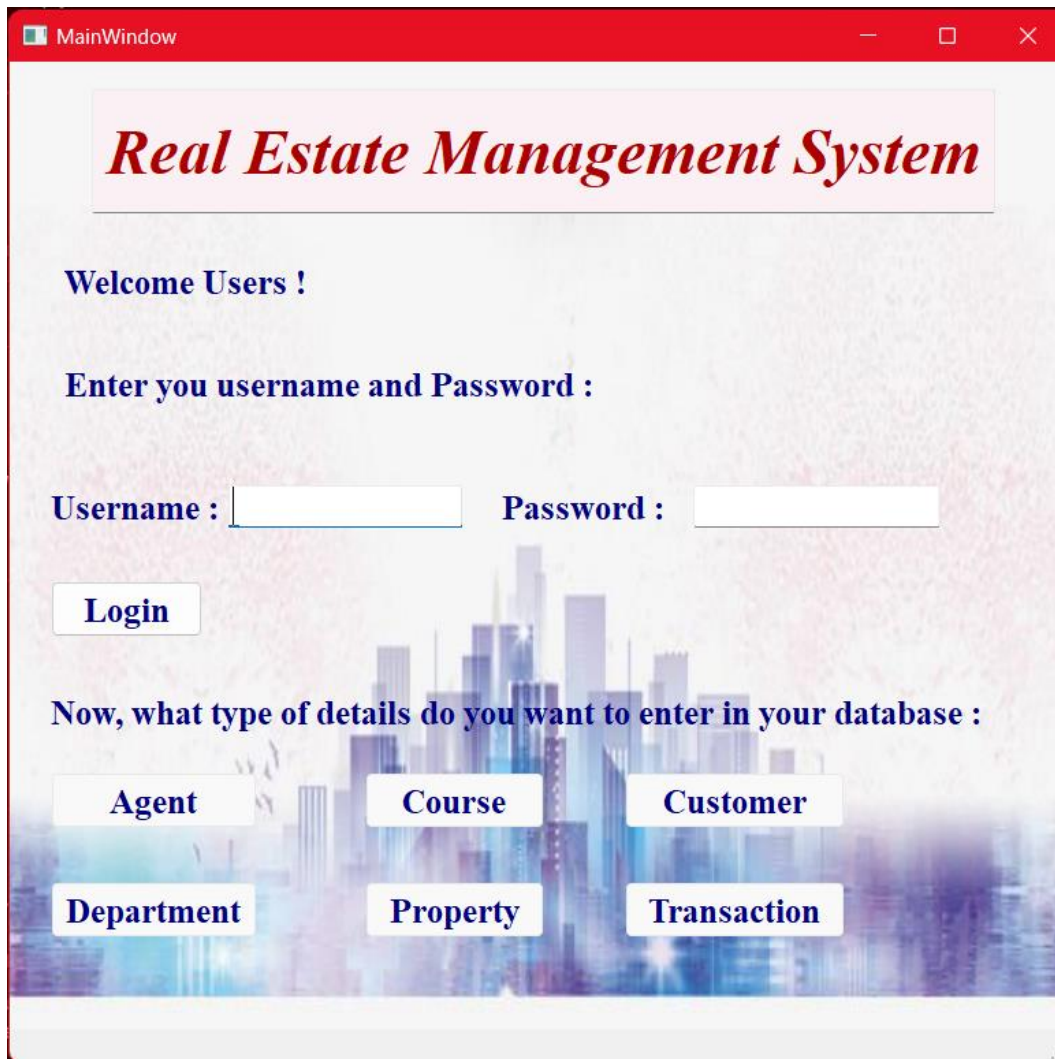 MainWindow
Real Estate Management System
Welcome Users !
Enter you username and Password :
Username : Password :
Login
Now, what type of details do you want to enter in your database :
Agent Course Customer
Department Property Transaction